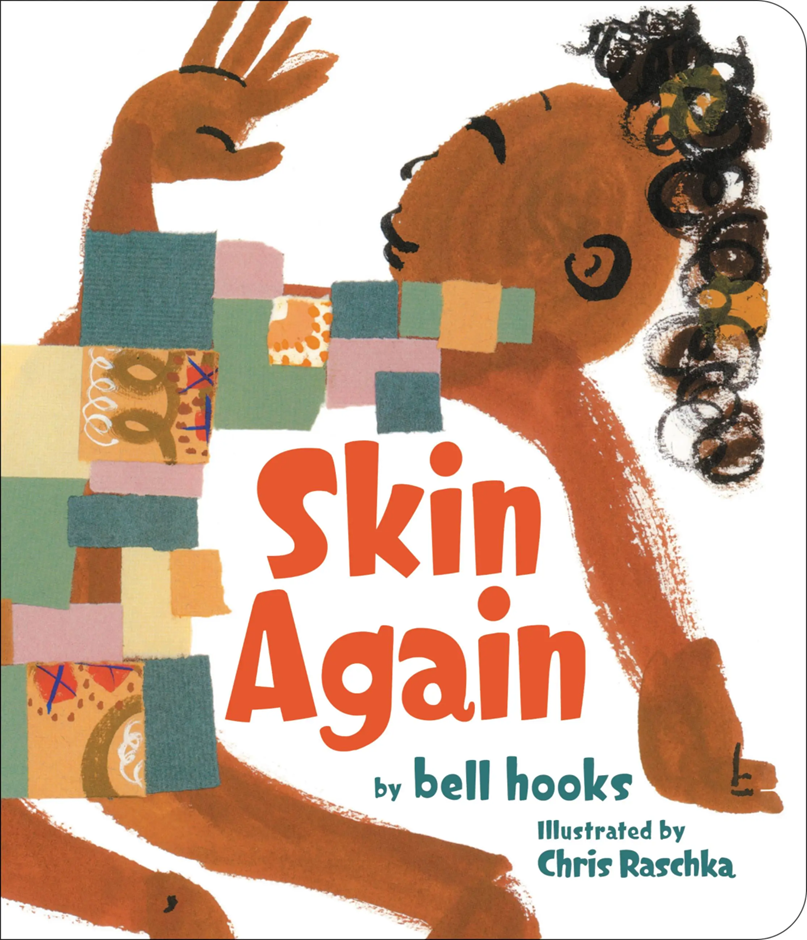 Skin
Again
by bell hooks
Illustrated by
Chris Raschka